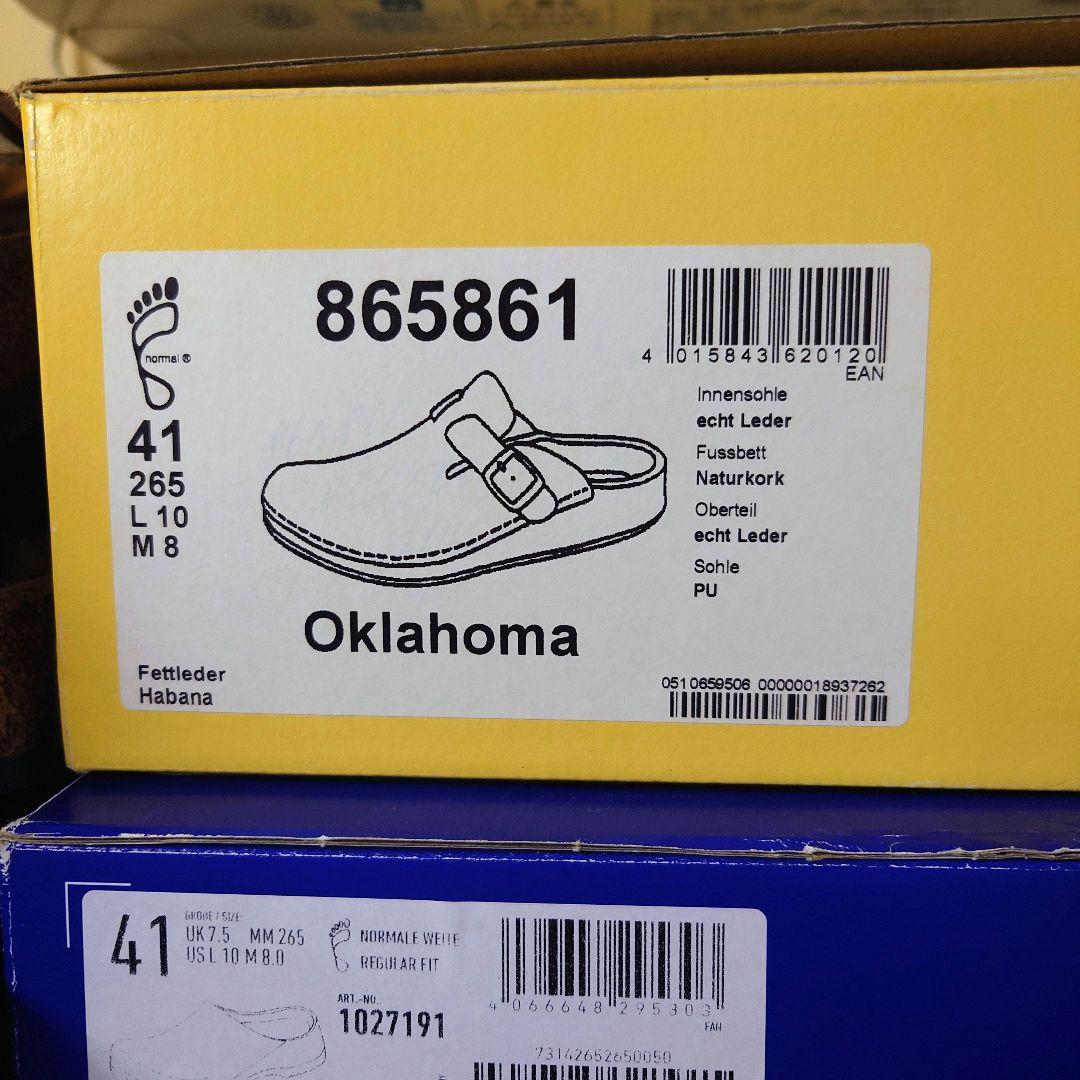 normal ®
41
265
L 10
M 8
865861
4 015843 620120
EAN
Innensohle
echt Leder
Fussbett
Naturkork
Oberteil
echt Leder
Sohle
PU
Oklahoma
Fettleder
Habana
0510659506 00000018937262
41
GRÖßE / SIZE:
UK 7.5 MM 265
US L 10 M 8.0
NORMALE WEITE
REGULAR FIT
ART.-NO.:
1027191
4 066648 295303
EAN
73142652650050